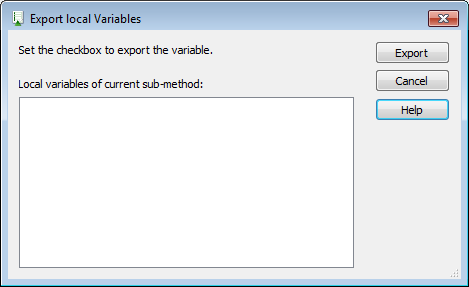 Export local Variables
Set the checkbox to export the variable.
Export
Cancel
Local variables of current sub-method:
Help